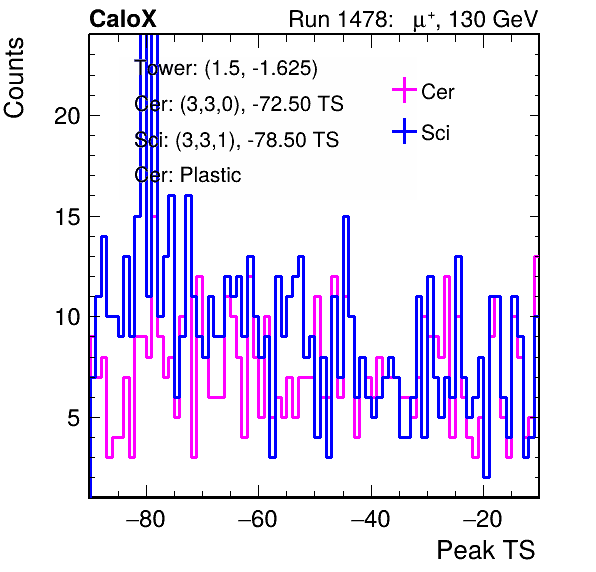 CaloX Run 1478: μ⁺, 130 GeV
Counts
Tower: (1.5, -1.625)
Cer: (3,3,0), -72.50 TS
Sci: (3,3,1), -78.50 TS
Cer: Plastic
Cer
Sci
20
15
10
5
−80 −60 −40 −20
Peak TS